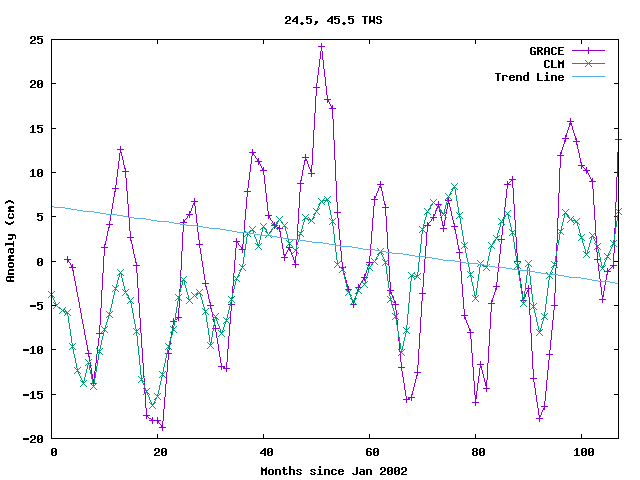 24.5, 45.5 TWS
GRACE
CLM
Trend Line
Anomaly (cm)
25
20
15
10
5
0
-5
-10
-15
-20
0 20 40 60 80 100
Months since Jan 2002